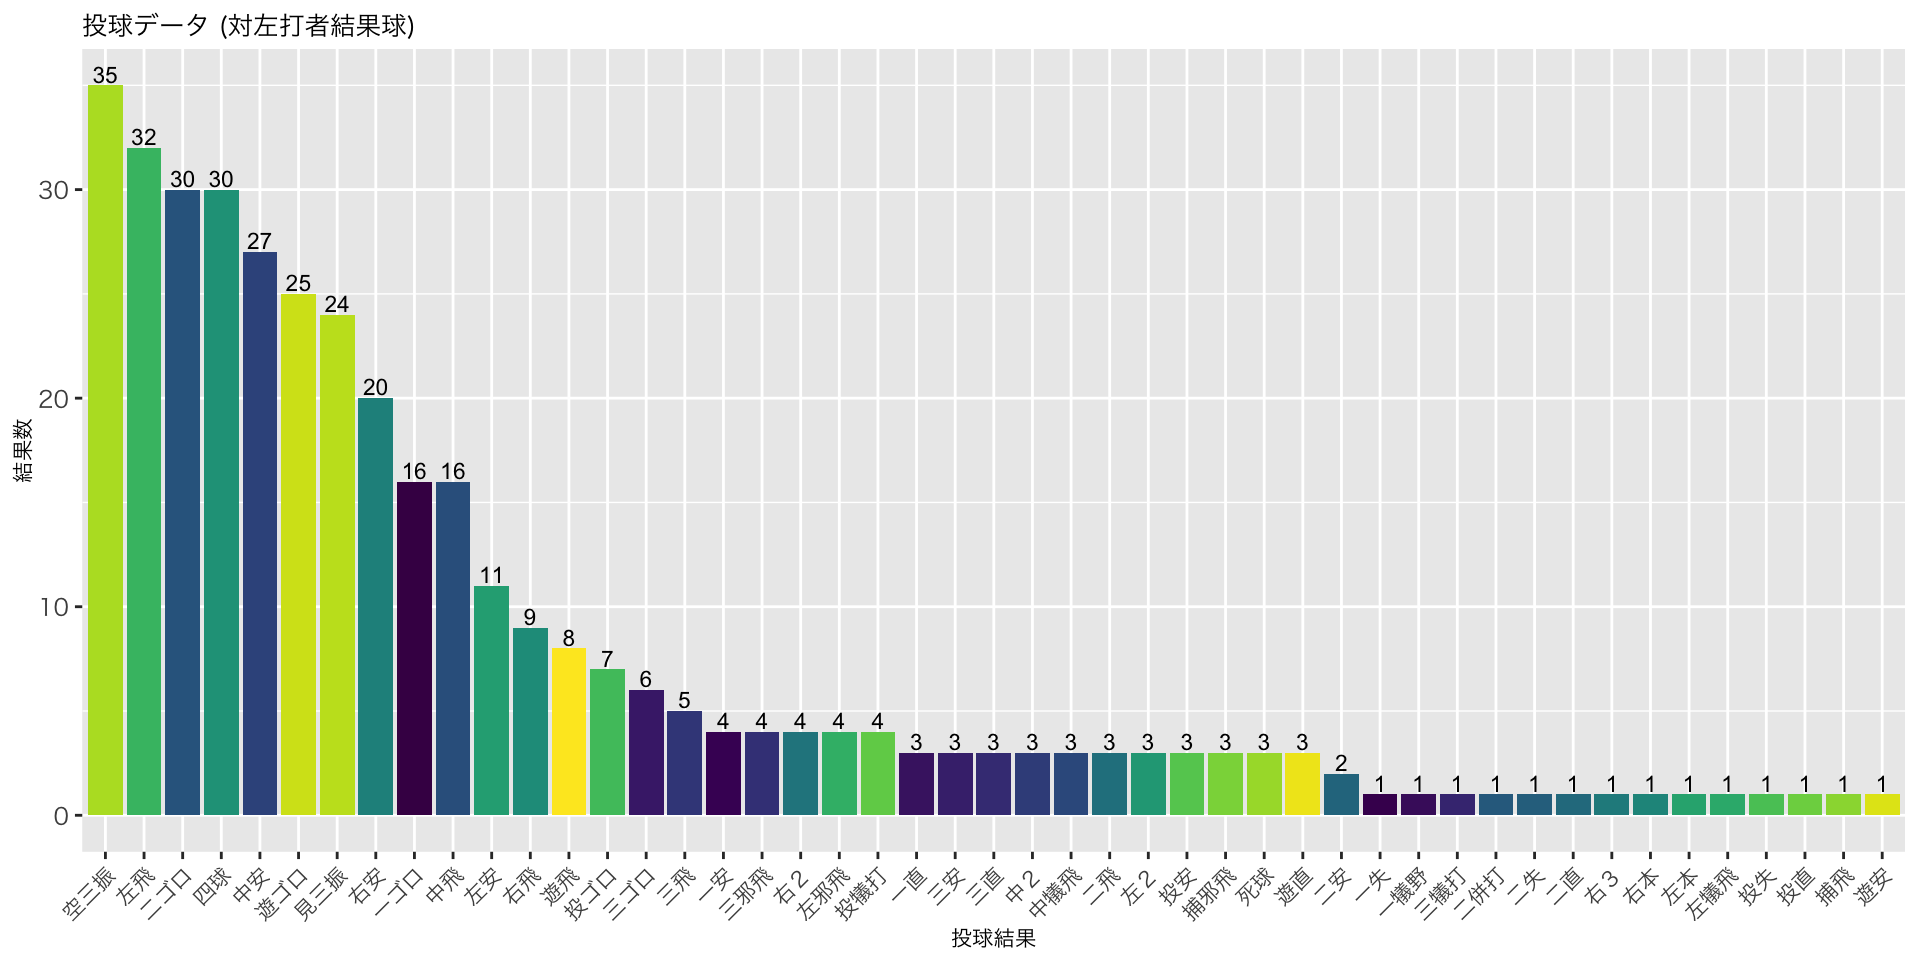 投球データ (対左打者結果球)
結果数
30
20
10
0
35
32
30
30
27
25
24
20
16
16
11
9
8
7
6
5
4
4
4
4
4
3
3
3
3
3
3
3
3
3
3
3
2
1
1
1
1
1
1
1
1
1
1
1
1
1
1
空三振
左飛
二ゴロ
四球
中安
遊ゴロ
見三振
右安
一ゴロ
中飛
左安
右飛
遊飛
投ゴロ
三ゴロ
三飛
一安
三邪飛
右２
左邪飛
投犠打
一直
三安
三直
中２
中犠飛
二飛
左２
投安
捕邪飛
死球
遊直
二安
一失
一犠野
三犠打
二併打
二失
二直
右３
右本
左本
左犠飛
投失
投直
捕飛
遊安
投球結果